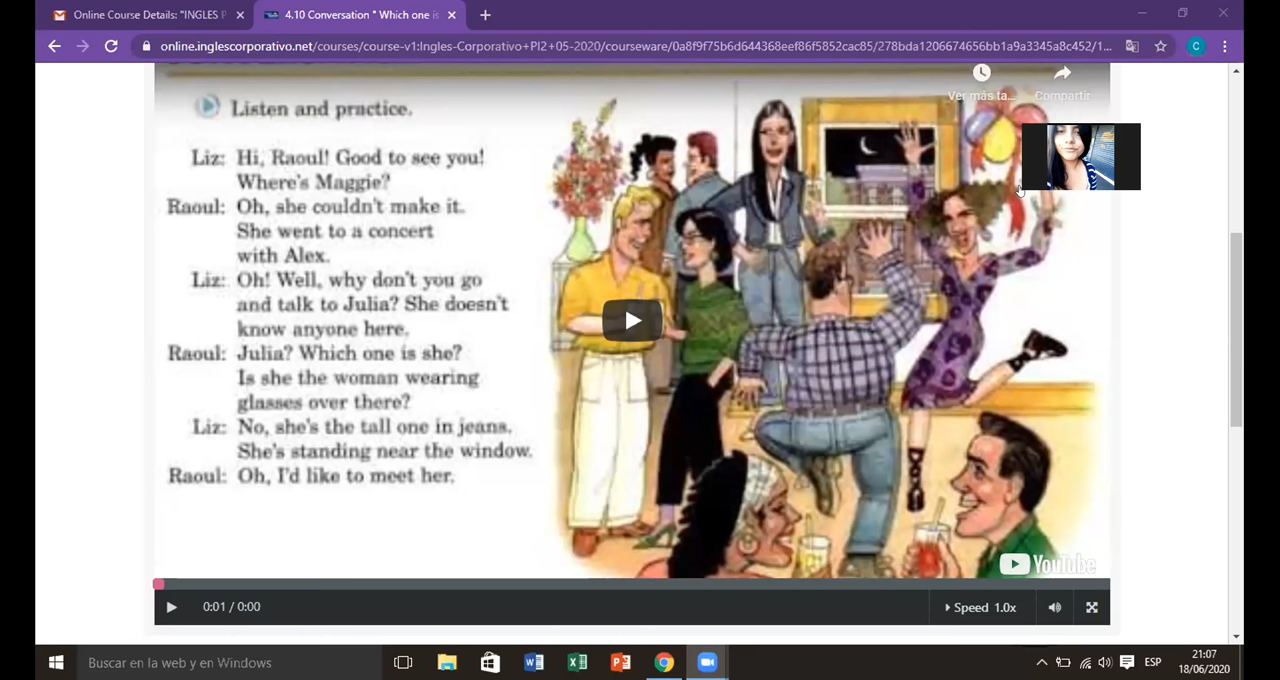 Online Course Details: "INGLES P
4.10 Conversation " Which one is
online.inglescorporativo.net/courses/course-v1:Ingles-Corporativo+PI2+05-2020/courseware/0a8f9f75b6d644368eef86f5852cac85/278bda1206674656bb1a9a3345a8c452/1...
C
Ver más ta...
Compartir
Listen and practice.
Liz: Hi, Raoul! Good to see you!
Where's Maggie?
Raoul: Oh, she couldn't make it.
She went to a concert
with Alex.
Liz: Oh! Well, why don't you go
and talk to Julia? She doesn't
know anyone here.
Raoul: Julia? Which one is she?
Is she the woman wearing
glasses over there?
Liz: No, she's the tall one in jeans.
She's standing near the window.
Raoul: Oh, I'd like to meet her.
YouTube
0:01 / 0:00
Speed 1.0x
Buscar en la web y en Windows
ESP
21:07
18/06/2020